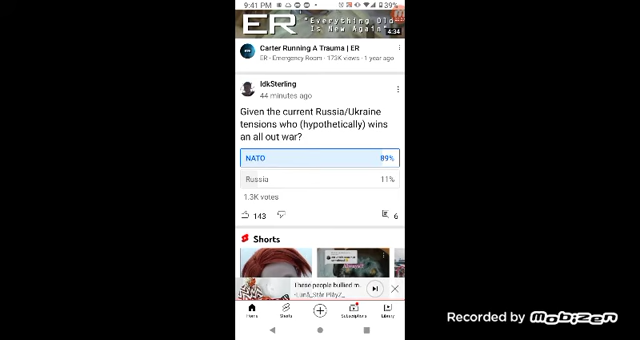 9:41 PM
39%
ER "Everything Old
Is New Again"
4:34
Carter Running A Trauma | ER
ER - Emergency Room · 173K views · 1 year ago
IdkSterling
44 minutes ago
Given the current Russia/Ukraine
tensions who (hypothetically) wins
an all out war?
NATO 89%
Russia 11%
1.3K votes
143
6
Shorts
These people bullied m
Home Shorts Subscriptions Library
Recorded by Mobizen